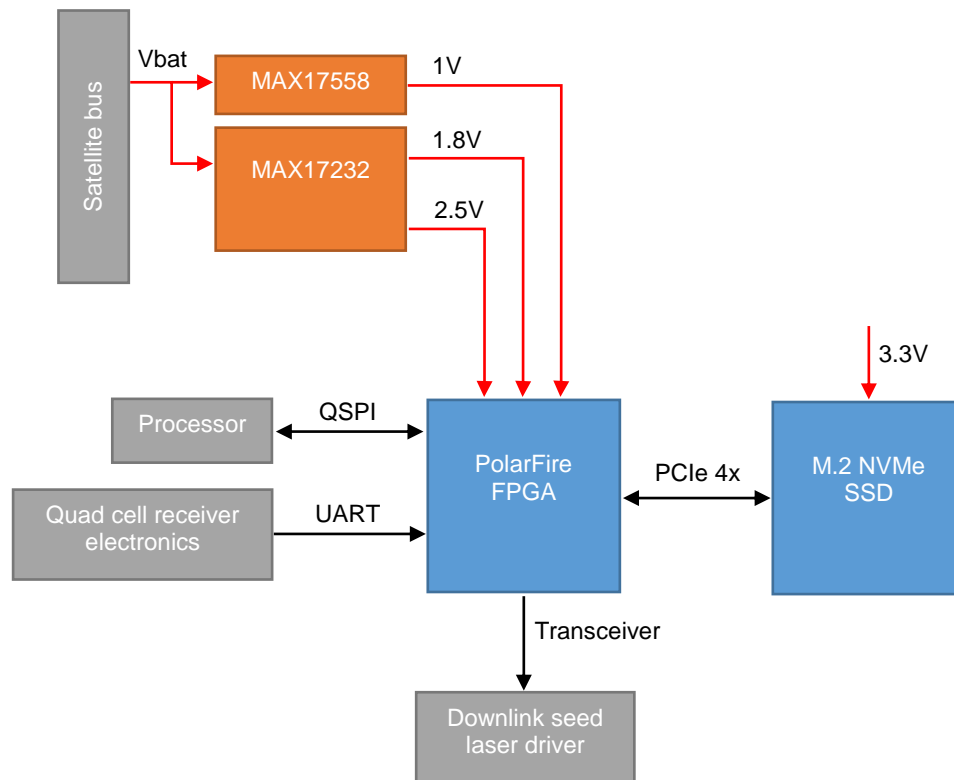 Satellite bus
Vbat
MAX17558
1V
MAX17232
1.8V
2.5V
3.3V
Processor
QSPI
PolarFire
FPGA
PCIe 4x
M.2 NVMe
SSD
Quad cell receiver
electronics
UART
Transceiver
Downlink seed
laser driver